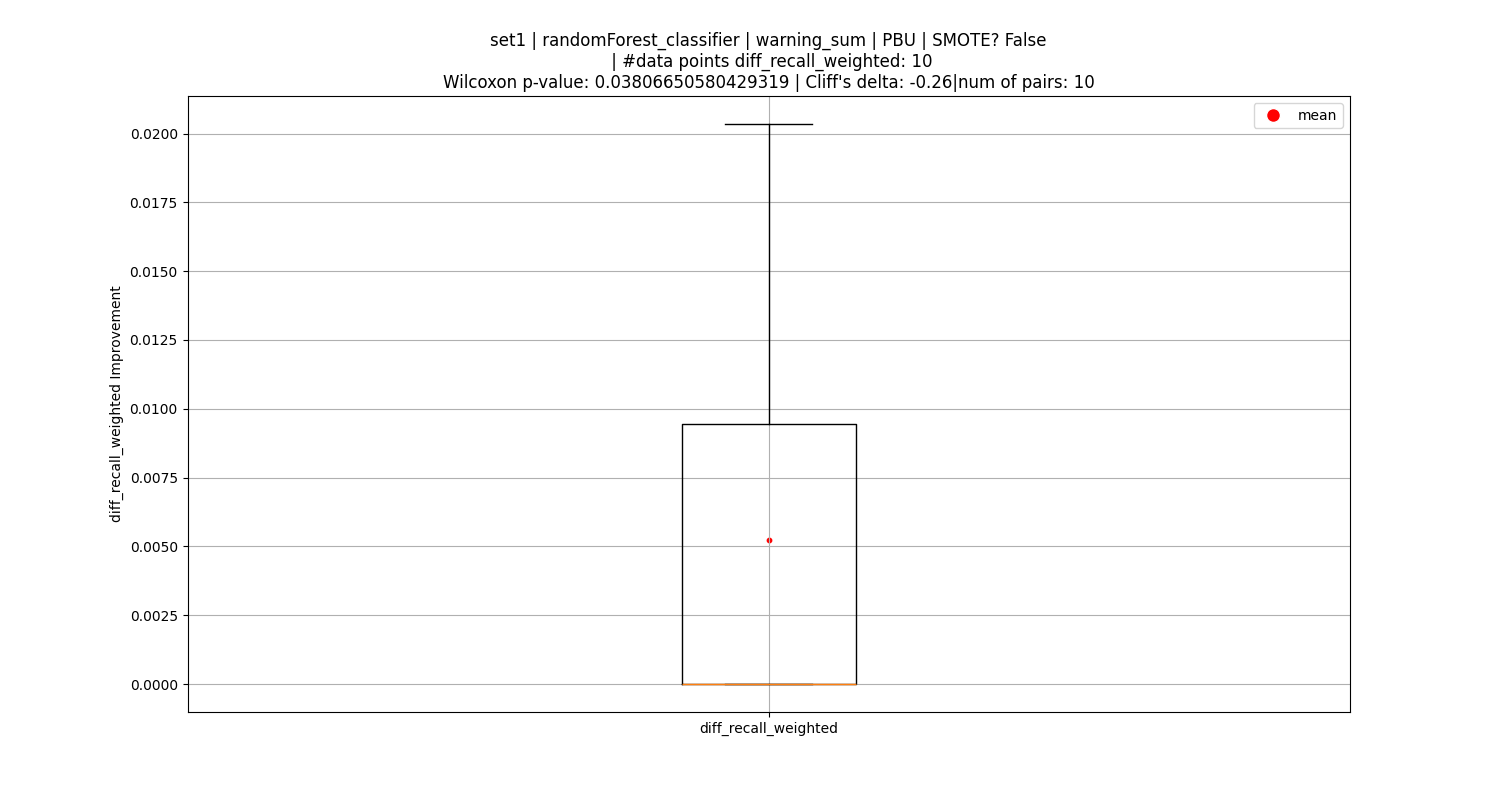 set1 | randomForest_classifier | warning_sum | PBU | SMOTE? False
| #data points diff_recall_weighted: 10
Wilcoxon p-value: 0.03806650580429319 | Cliff's delta: -0.26|num of pairs: 10
mean
0.0200
0.0175
0.0150
0.0125
0.0100
0.0075
0.0050
0.0025
0.0000
diff_recall_weighted Improvement
diff_recall_weighted